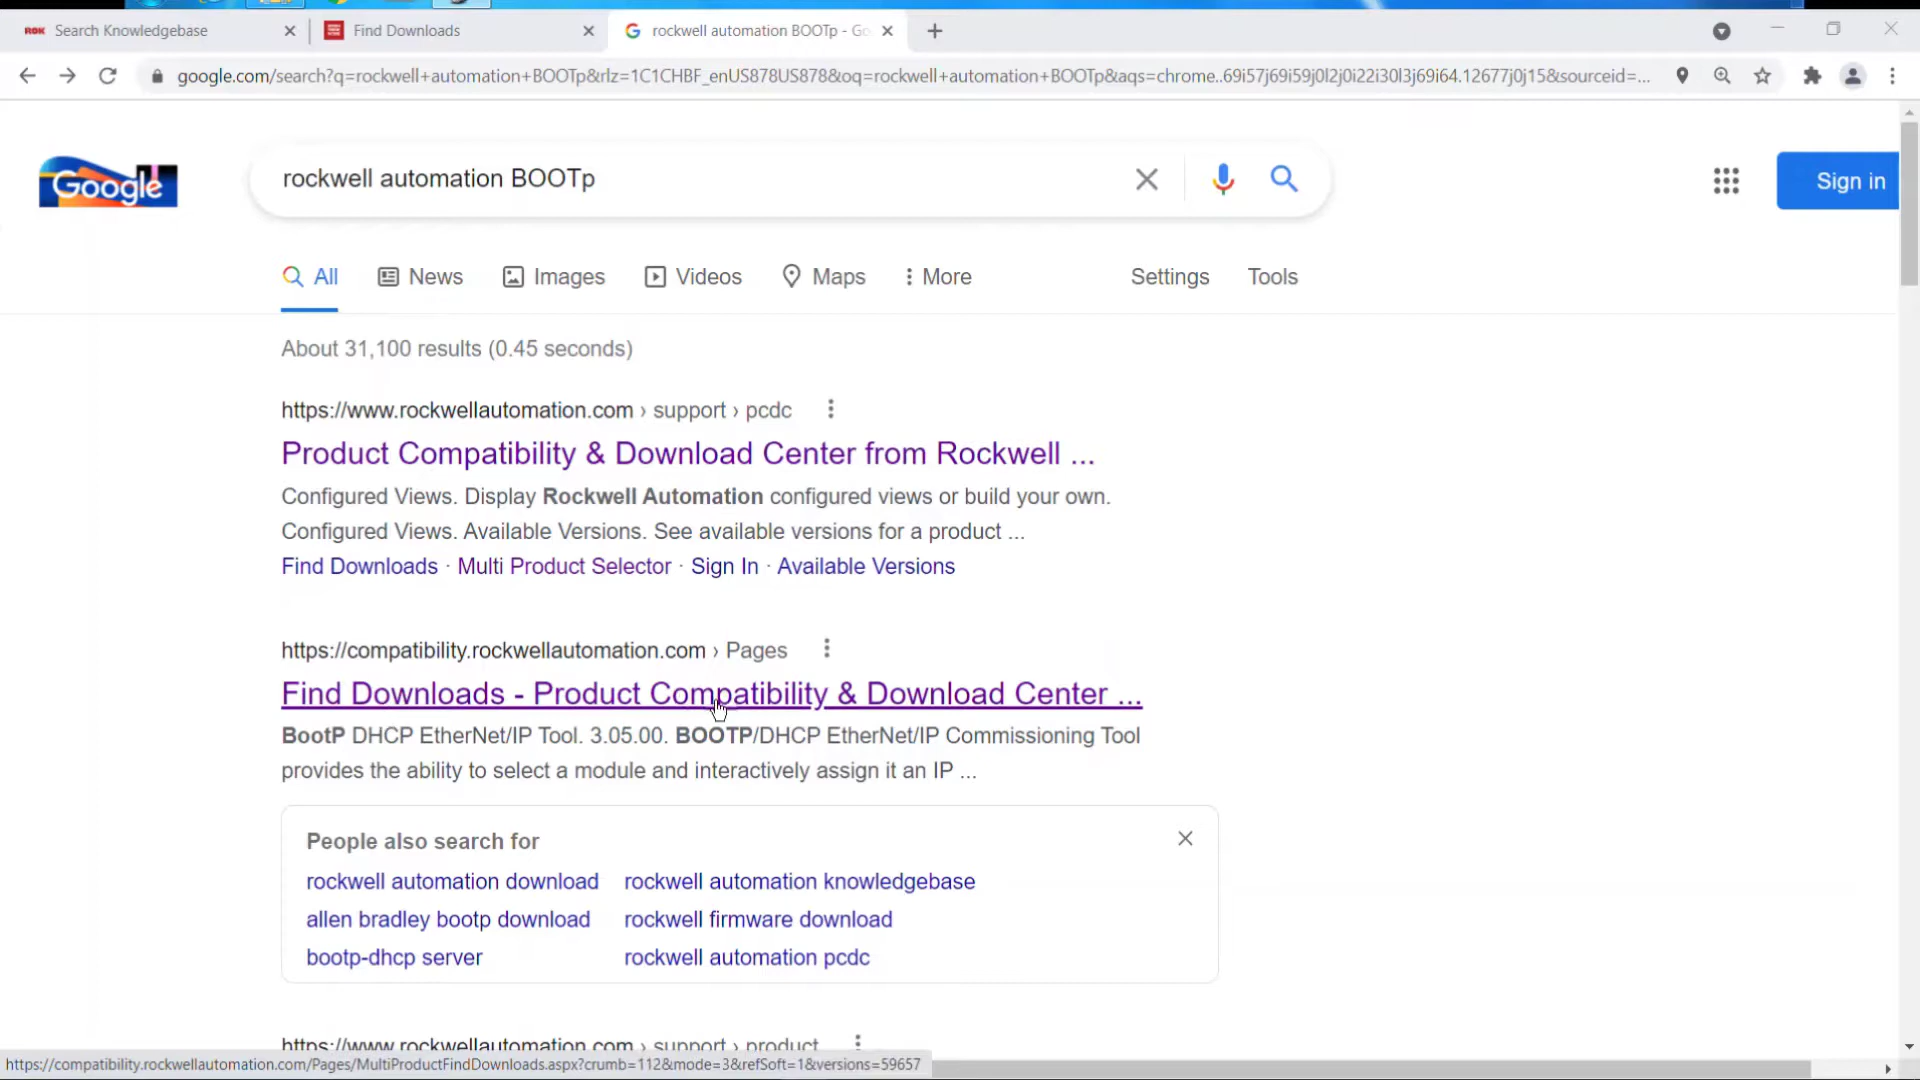 ROK Search Knowledgebase
Find Downloads
rockwell automation BOOTp - Go
google.com/search?q=rockwell+automation+BOOTp&rlz=1C1CHBF_enUS878US878&oq=rockwell+automation+BOOTp&aqs=chrome..69i57j69i59j0l2j0i22i30l3j69i64.12677j0j15&sourceid=...
Google
rockwell automation BOOTp
Sign in
All
News
Images
Videos
Maps
More
Settings
Tools
About 31,100 results (0.45 seconds)
https://www.rockwellautomation.com › support › pcdc
Product Compatibility & Download Center from Rockwell ...
Configured Views. Display Rockwell Automation configured views or build your own.
Configured Views. Available Versions. See available versions for a product ...
Find Downloads · Multi Product Selector · Sign In · Available Versions
https://compatibility.rockwellautomation.com › Pages
Find Downloads - Product Compatibility & Download Center ...
BootP DHCP EtherNet/IP Tool. 3.05.00. BOOTP/DHCP EtherNet/IP Commissioning Tool
provides the ability to select a module and interactively assign it an IP ...
People also search for
rockwell automation download
rockwell automation knowledgebase
allen bradley bootp download
rockwell firmware download
bootp-dhcp server
rockwell automation pcdc
https://www.rockwellautomation.com › support › product
https://compatibility.rockwellautomation.com/Pages/MultiProductFindDownloads.aspx?crumb=112&mode=3&refSoft=1&versions=59657